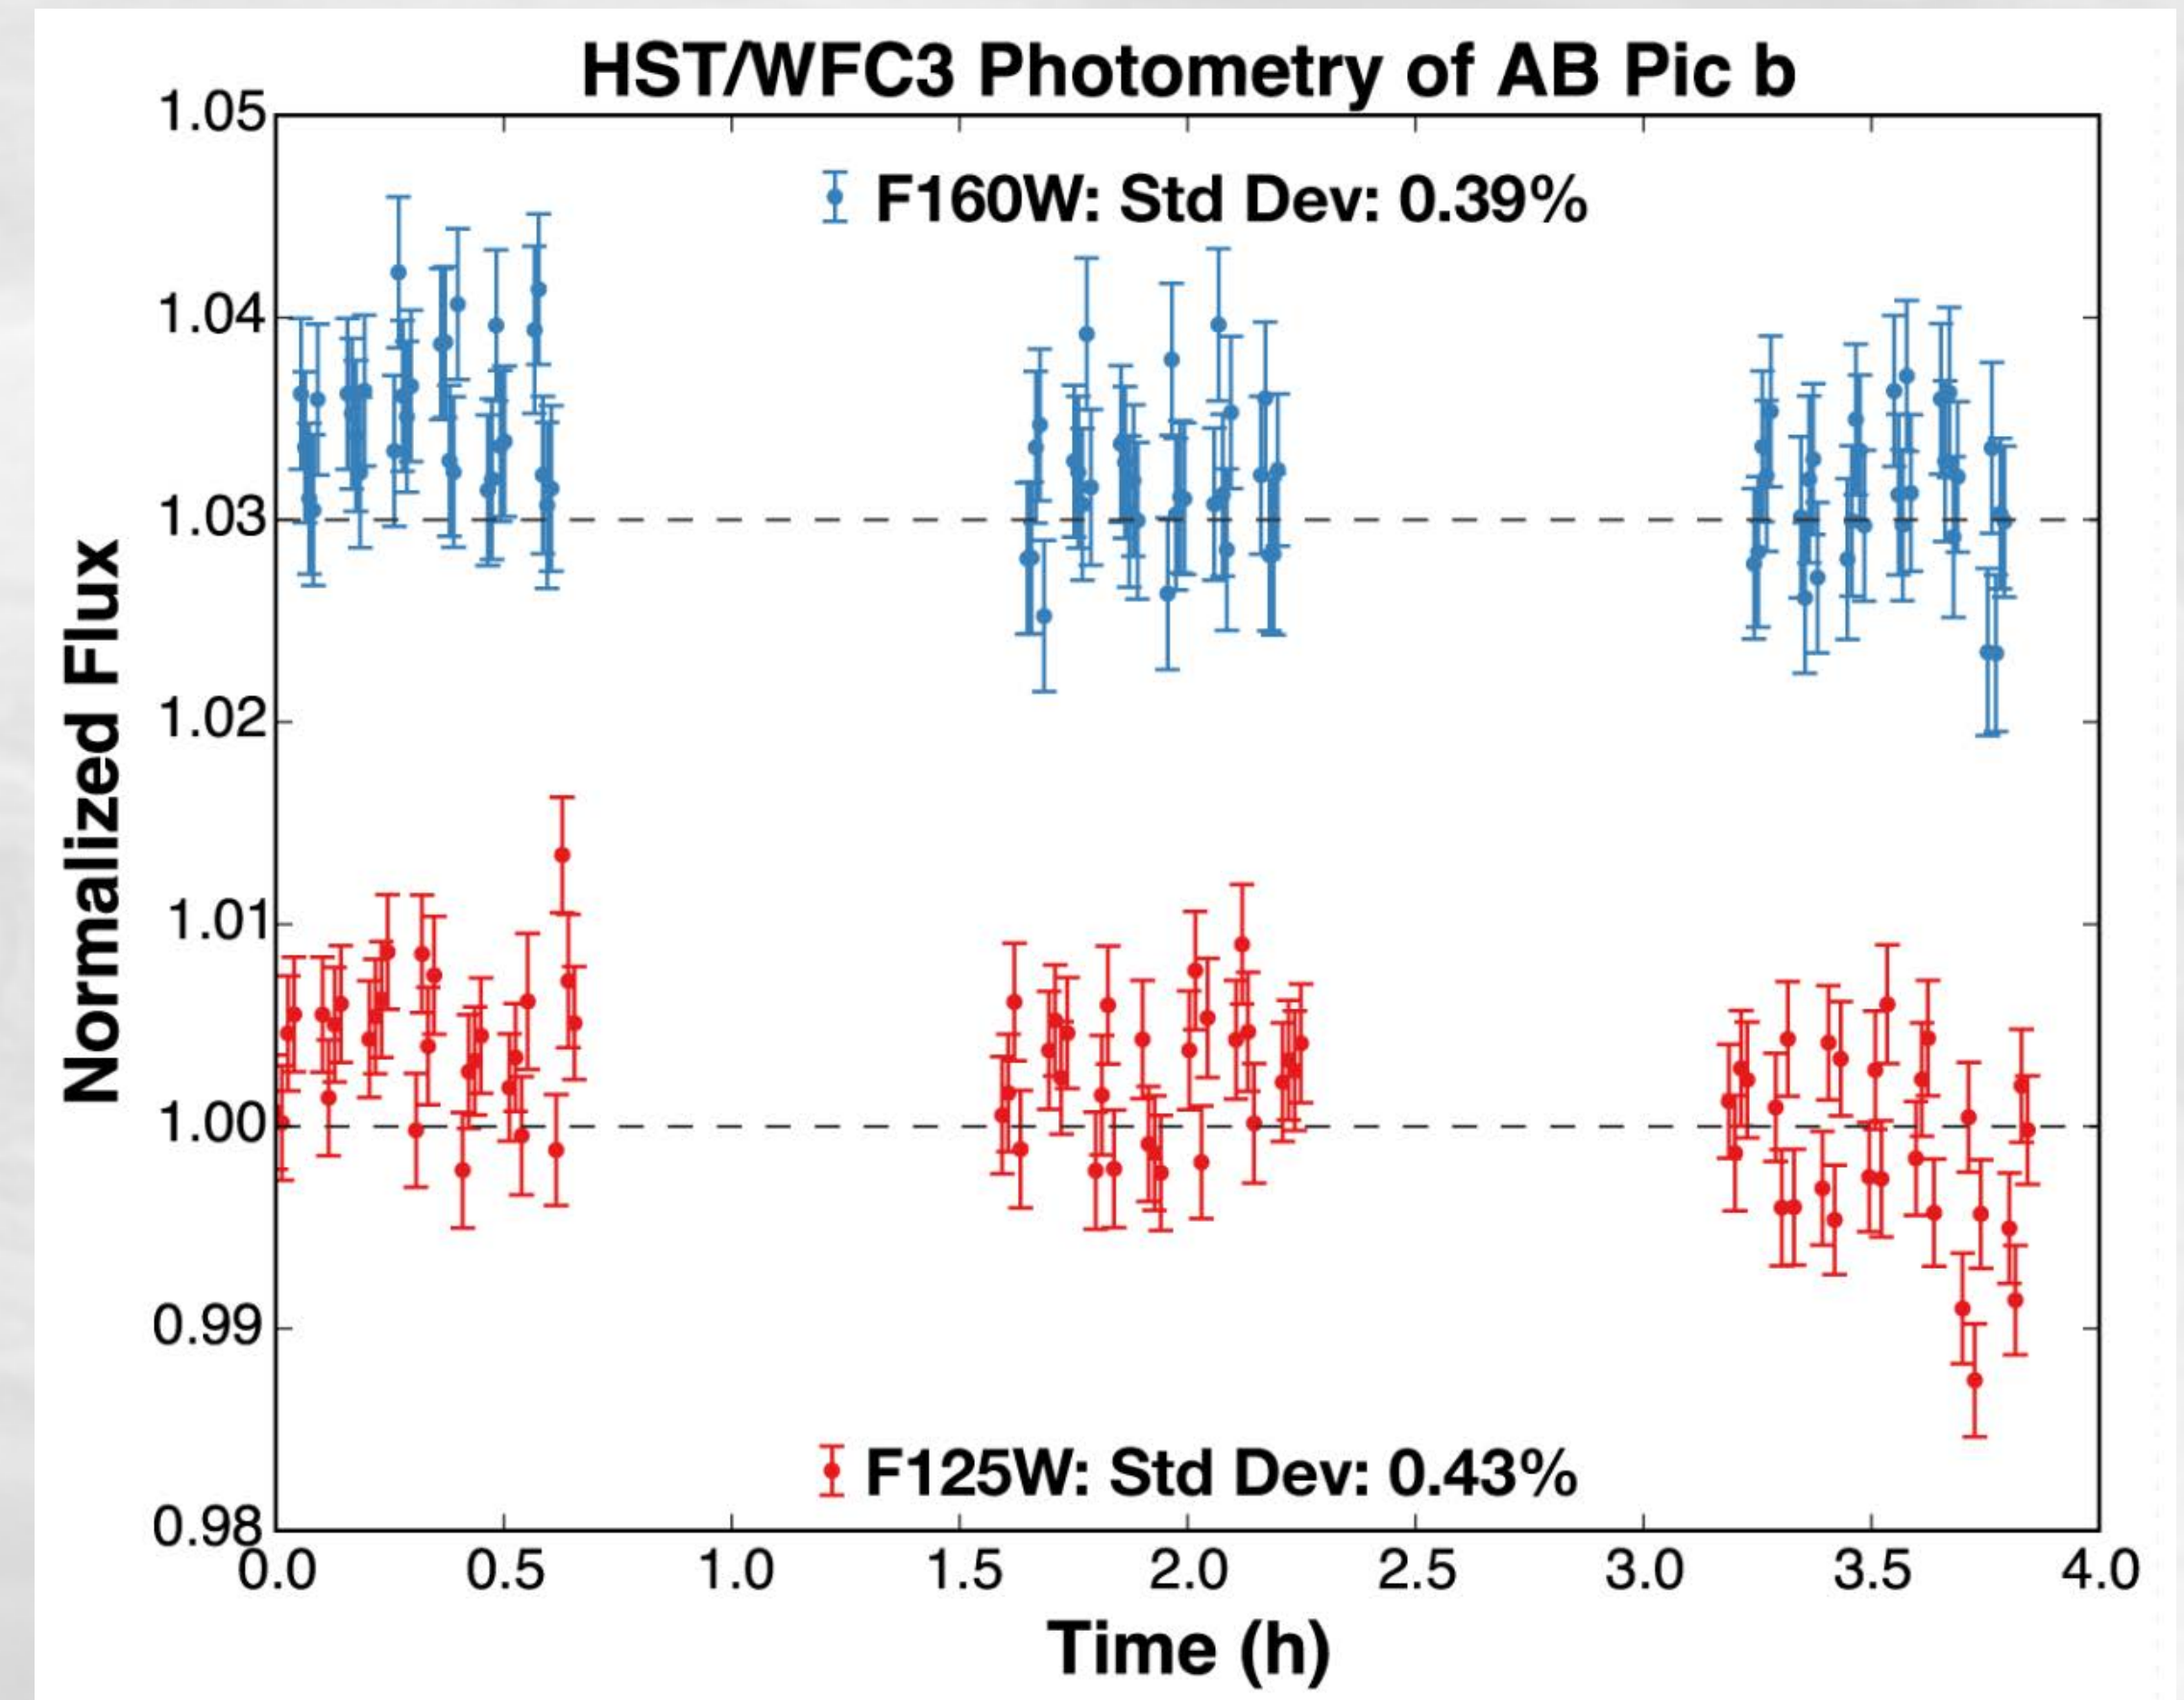 HST/WFC3 Photometry of AB Pic b
1.05
F160W: Std Dev: 0.39%
1.04
1.03
1.02
1.01
1.00
0.99
0.98
Normalized Flux
F125W: Std Dev: 0.43%
0.0 0.5 1.0 1.5 2.0 2.5 3.0 3.5 4.0
Time (h)